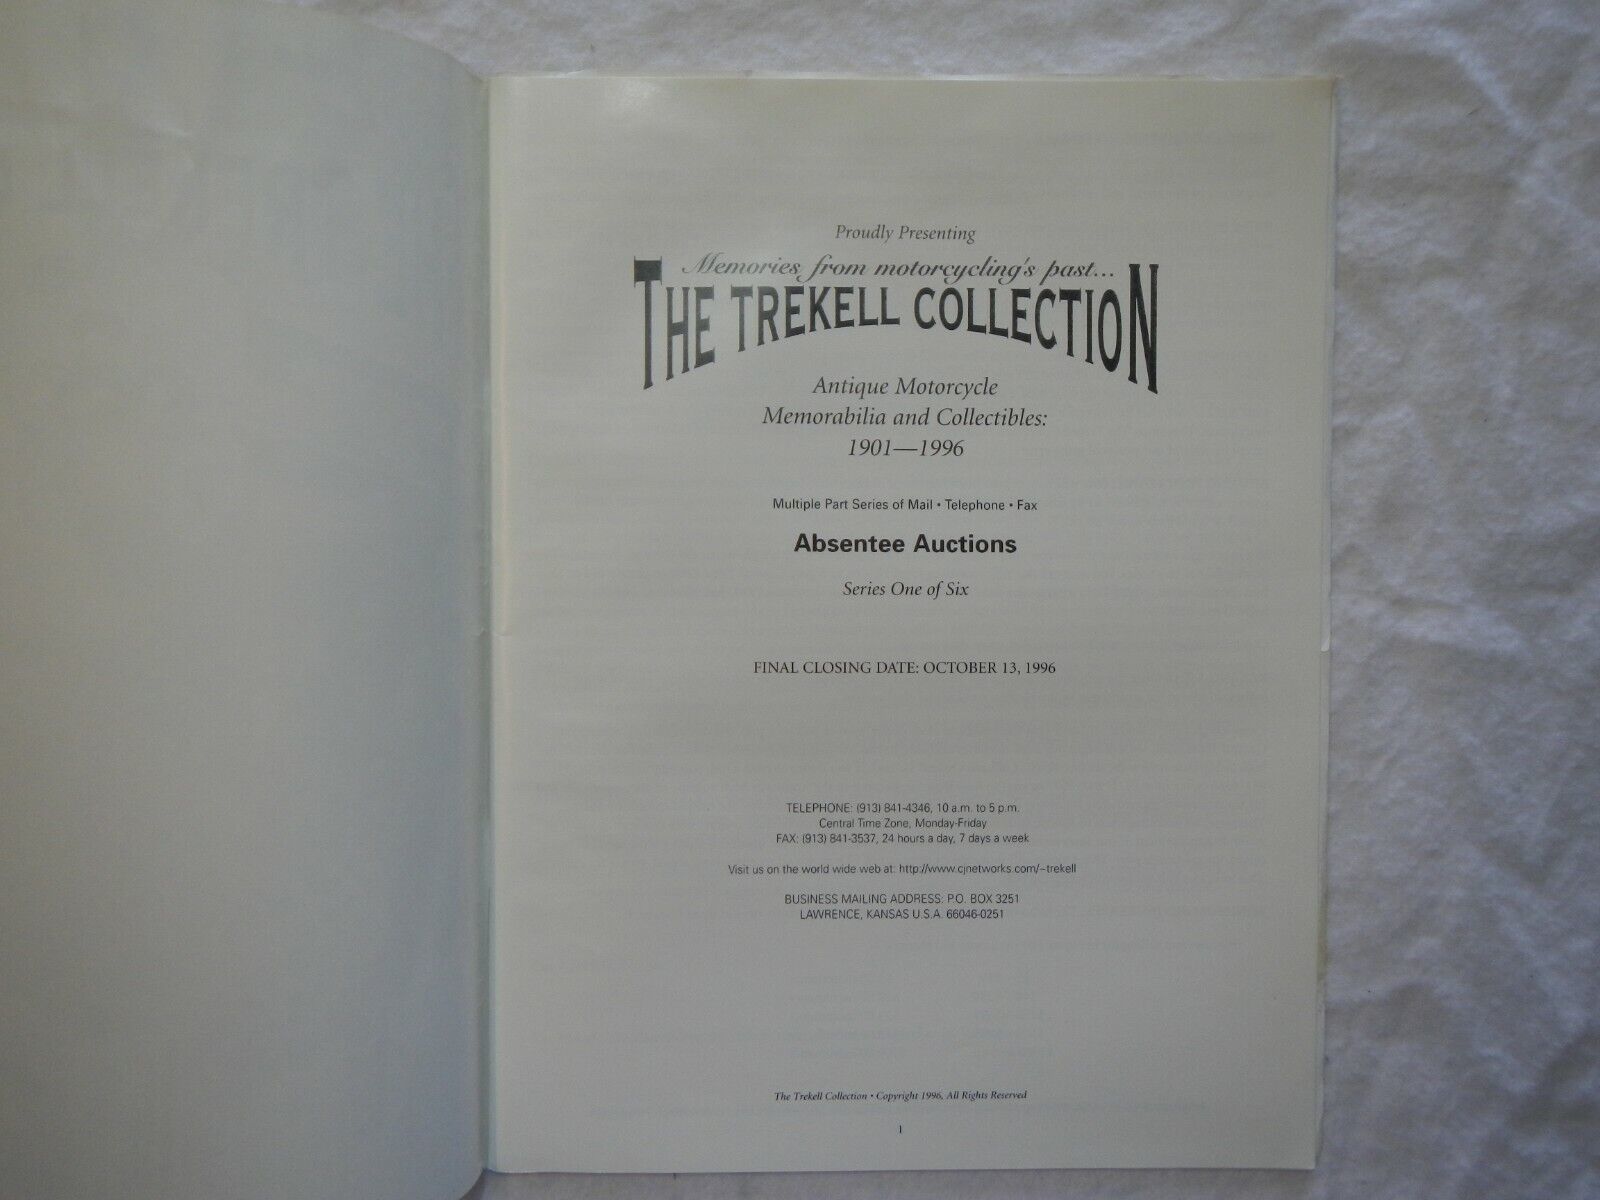 Proudly Presenting
Memories from motorcycling's past...
THE TREKELL COLLECTION
Antique Motorcycle
Memorabilia and Collectibles:
1901—1996
Multiple Part Series of Mail • Telephone • Fax
Absentee Auctions
Series One of Six
FINAL CLOSING DATE: OCTOBER 13, 1996
TELEPHONE: (913) 841-4346, 10 a.m. to 5 p.m.
Central Time Zone, Monday-Friday
FAX: (913) 841-3537, 24 hours a day, 7 days a week
Visit us on the world wide web at: http://www.cjnetworks.com/~trekell
BUSINESS MAILING ADDRESS: P.O. BOX 3251
LAWRENCE, KANSAS U.S.A. 66046-0251
The Trekell Collection • Copyright 1996, All Rights Reserved
1